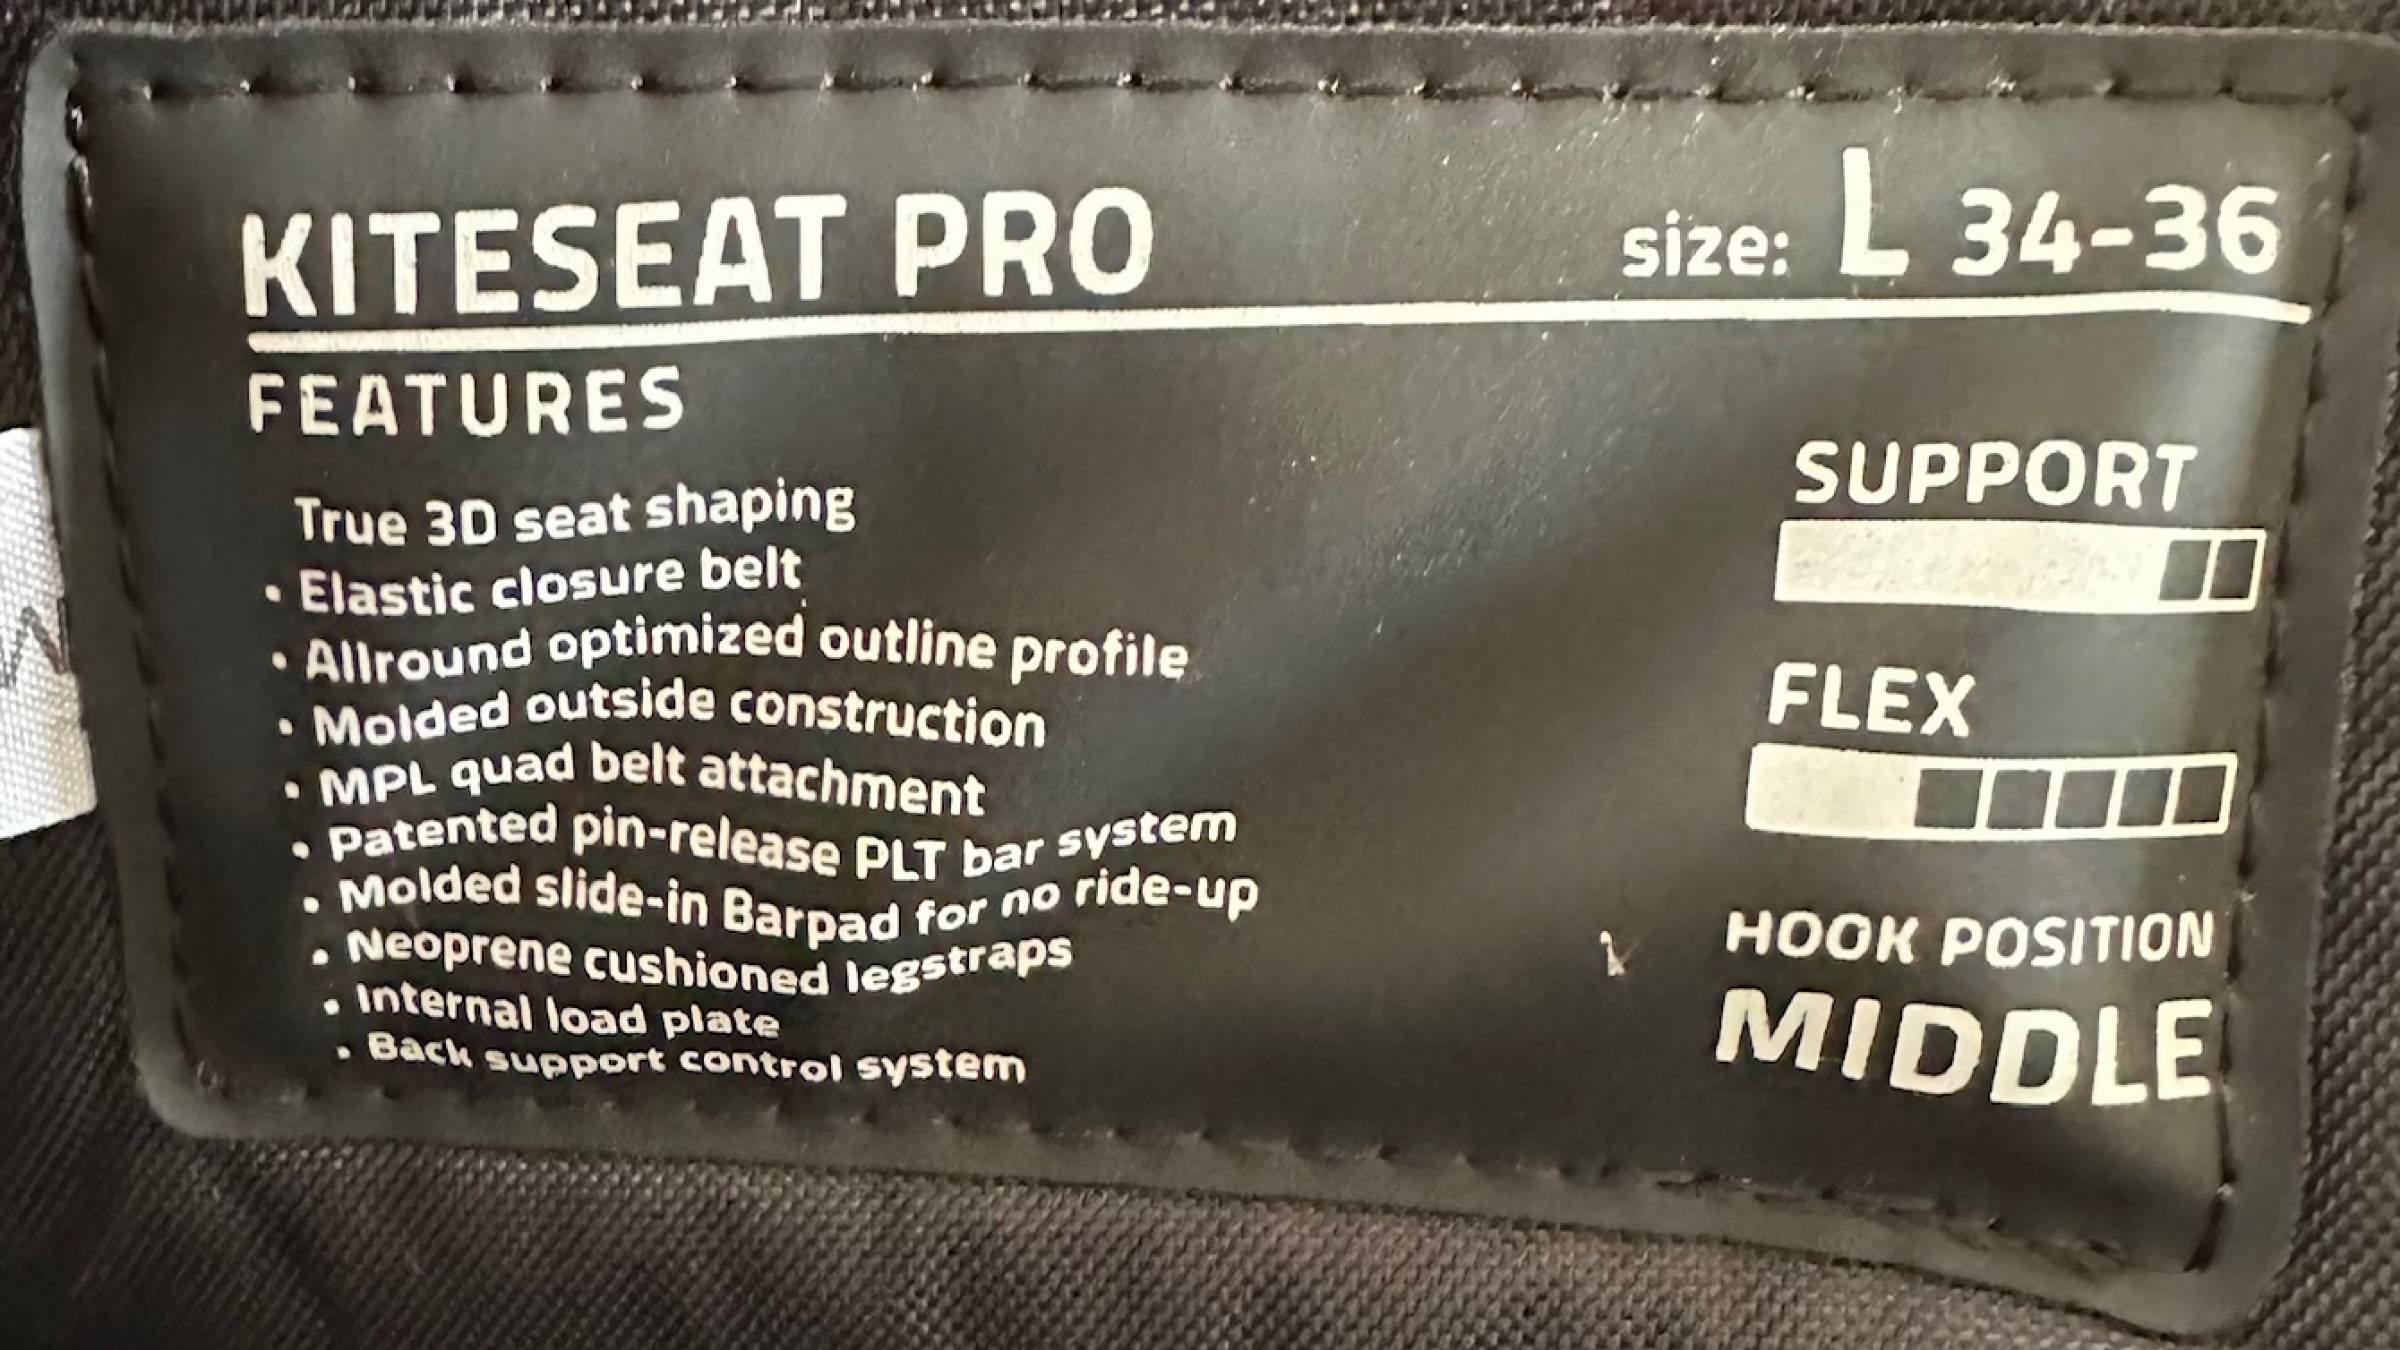 KITESEAT PRO size: L 34-36
FEATURES
True 3D seat shaping
• Elastic closure belt
• Allround optimized outline profile
• Molded outside construction
• MPL quad belt attachment
• Patented pin-release PLT bar system
• Molded slide-in Barpad for no ride-up
• Neoprene cushioned legstraps
• Internal load plate
• Back support control system
SUPPORT
FLEX
HOOK POSITION
MIDDLE